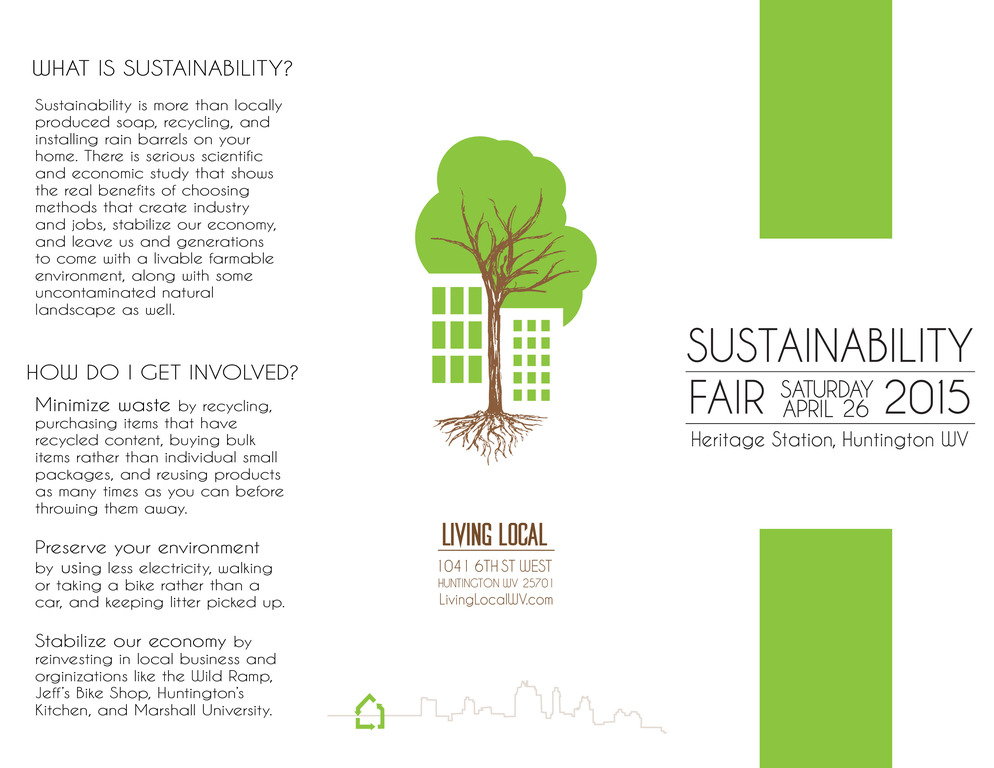 WHAT IS SUSTAINABILITY?
Sustainability is more than locally
produced soap, recycling, and
installing rain barrels on your
home. There is serious scientific
and economic study that shows
the real benefits of choosing
methods that create industry
and jobs, stabilize our economy,
and leave us and generations
to come with a livable farmable
environment, along with some
uncontaminated natural
landscape as well.
HOW DO I GET INVOLVED?
Minimize waste by recycling,
purchasing items that have
recycled content, buying bulk
items rather than individual small
packages, and reusing products
as many times as you can before
throwing them away.
Preserve your environment
by using less electricity, walking
or taking a bike rather than a
car, and keeping litter picked up.
Stabilize our economy by
reinvesting in local business and
orginizations like the Wild Ramp,
Jeff's Bike Shop, Huntington's
Kitchen, and Marshall University.
LIVING LOCAL
1041 6TH ST WEST
HUNTINGTON WV 25701
LivingLocalWV.com
SUSTAINABILITY
FAIR SATURDAY APRIL 26 2015
Heritage Station, Huntington WV